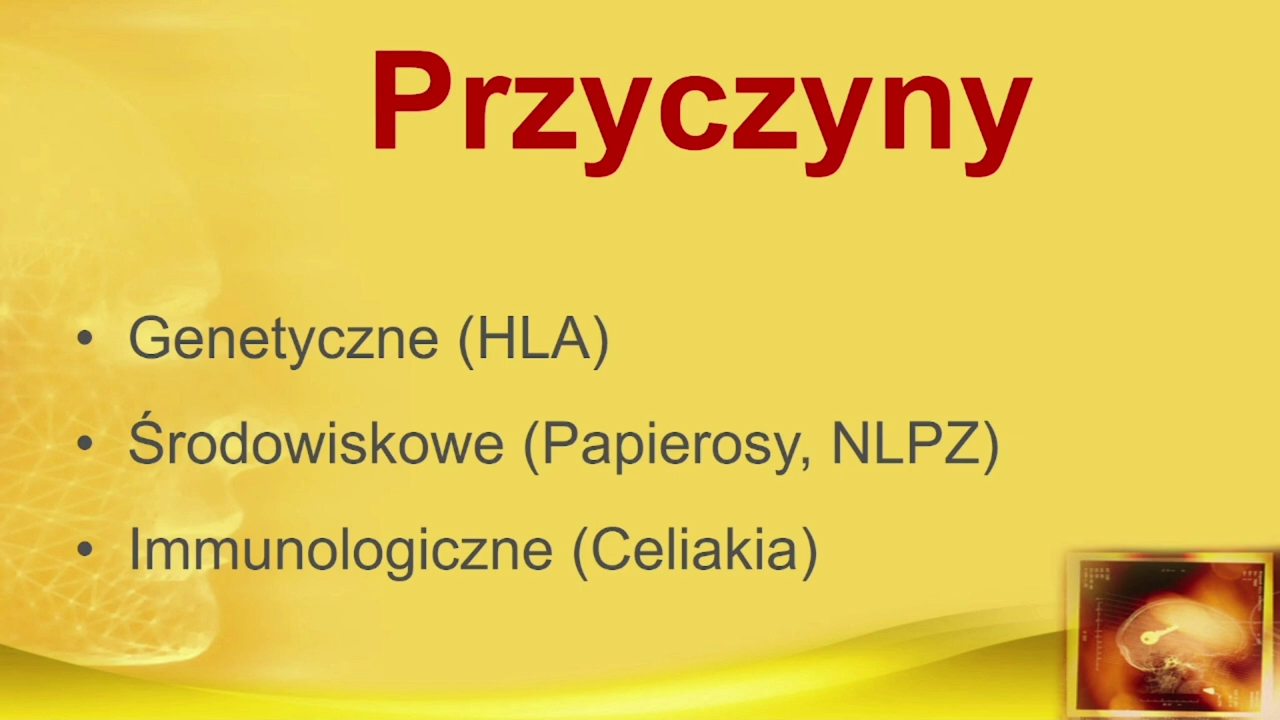 Przyczyny
• Genetyczne (HLA)
• Środowiskowe (Papierosy, NLPZ)
• Immunologiczne (Celiakia)